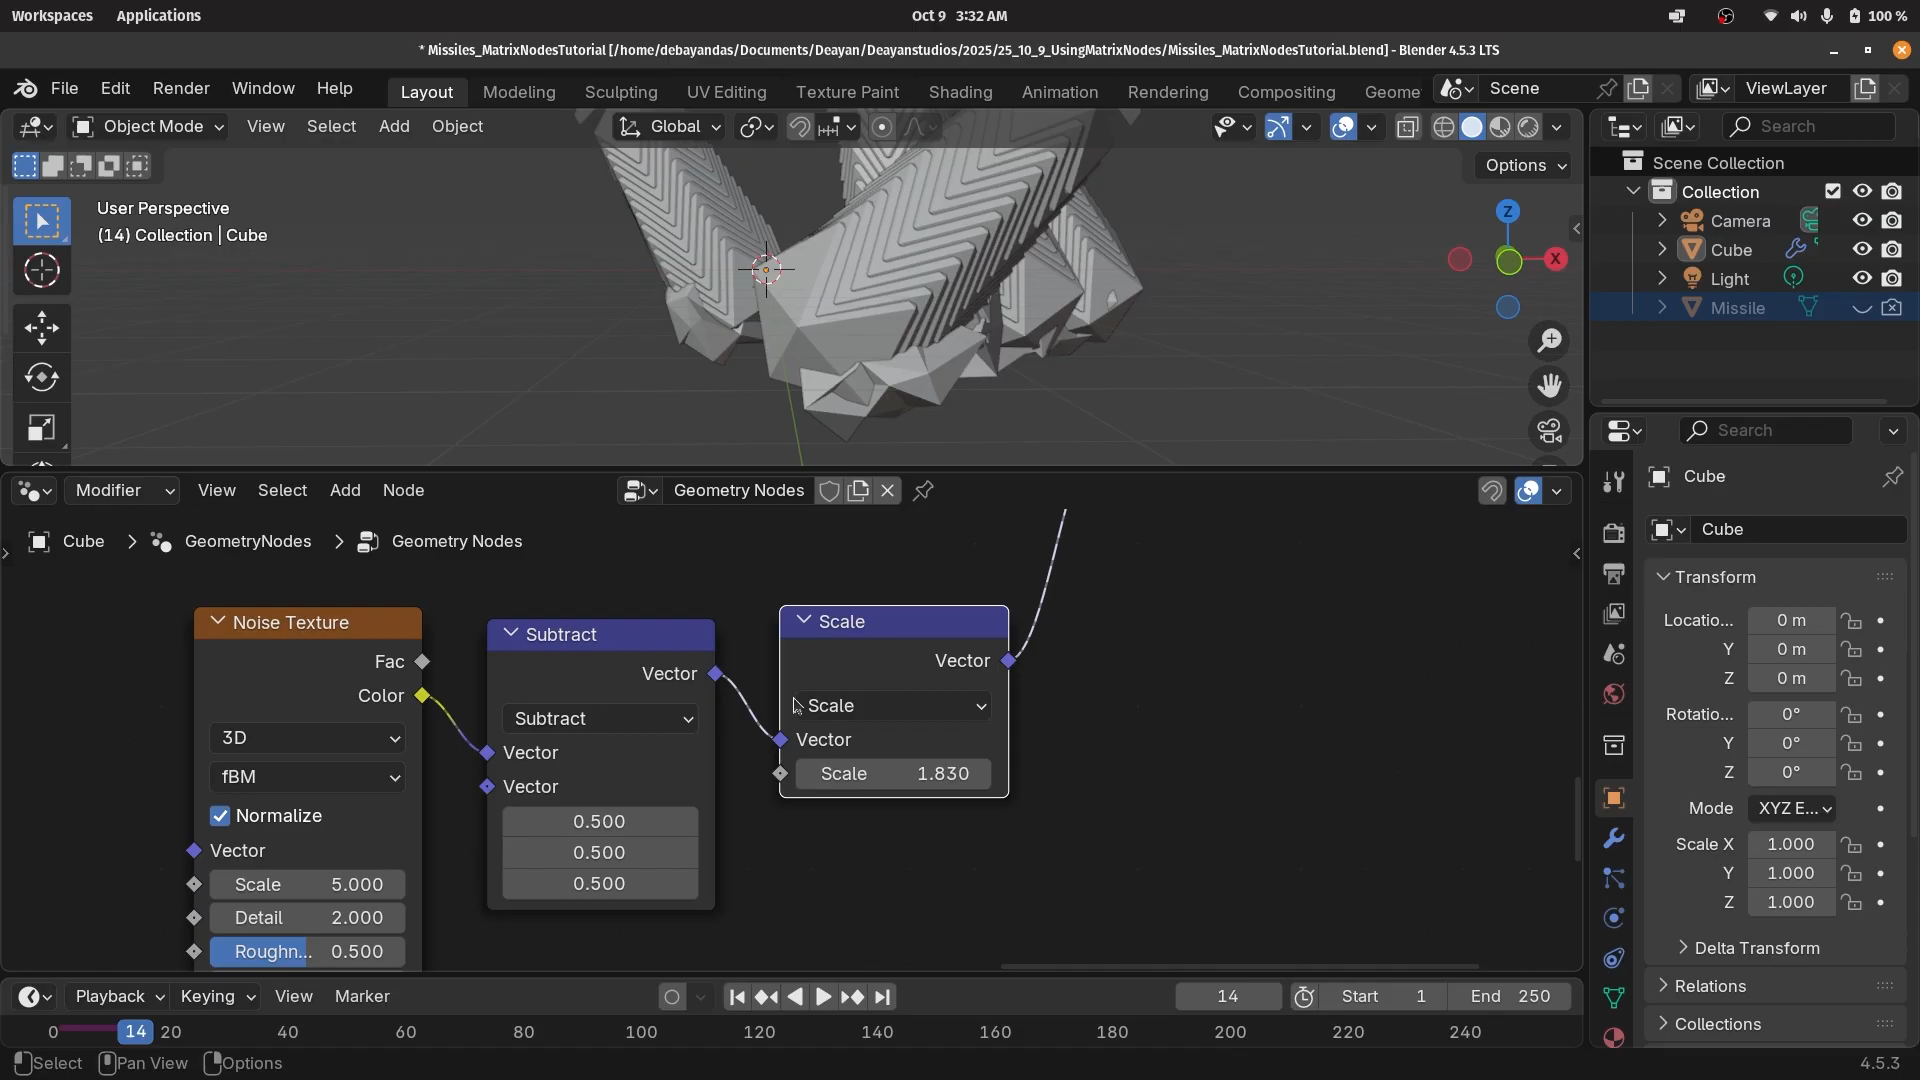 Workspaces Applications Oct 9 3:32 AM 100 %
* Missiles_MatrixNodesTutorial [/home/debayandas/Documents/Deayan/Deayanstudios/2025/25_10_9_UsingMatrixNodes/Missiles_MatrixNodesTutorial.blend] - Blender 4.5.3 LTS
File Edit Render Window Help Layout Modeling Sculpting UV Editing Texture Paint Shading Animation Rendering Compositing Geome Scene ViewLayer
Object Mode View Select Add Object Global Search
Options
Scene Collection
Collection
Camera
Cube
Light
Missile
User Perspective
(14) Collection | Cube
Z
X
Modifier View Select Add Node Geometry Nodes
Cube > GeometryNodes > Geometry Nodes
Noise Texture
Fac
Color
3D
fBM
Normalize
Vector
Scale 5.000
Detail 2.000
Roughn... 0.500
Subtract
Vector
Subtract
Vector
Vector
0.500
0.500
0.500
Scale
Vector
Scale
Vector
Scale 1.830
Search
Cube
Cube
Transform
Locatio... 0 m
Y 0 m
Z 0 m
Rotatio... 0°
Y 0°
Z 0°
Mode XYZ E...
Scale X 1.000
Y 1.000
Z 1.000
Delta Transform
Relations
Collections
Playback Keying View Marker 14 Start 1 End 250
0 14 20 40 60 80 100 120 140 160 180 200 220 240
Select Pan View Options 4.5.3